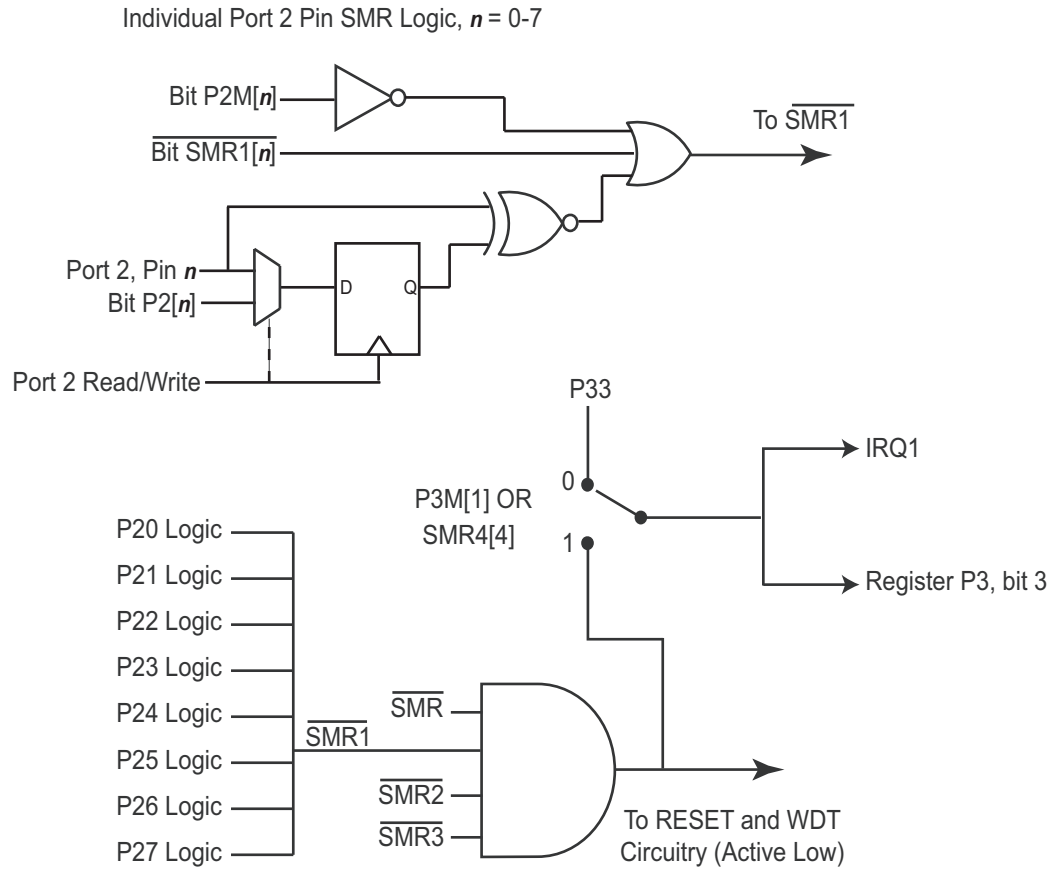 Individual Port 2 Pin SMR Logic, n = 0-7
Bit P2M[n]
Bit SMR1[n]
To SMR1
Port 2, Pin n
Bit P2[n]
D
Q
Port 2 Read/Write
P33
0
P3M[1] OR
SMR4[4]
1
IRQ1
Register P3, bit 3
P20 Logic
P21 Logic
P22 Logic
P23 Logic
P24 Logic
P25 Logic
P26 Logic
P27 Logic
SMR1
SMR
SMR2
SMR3
To RESET and WDT
Circuitry (Active Low)